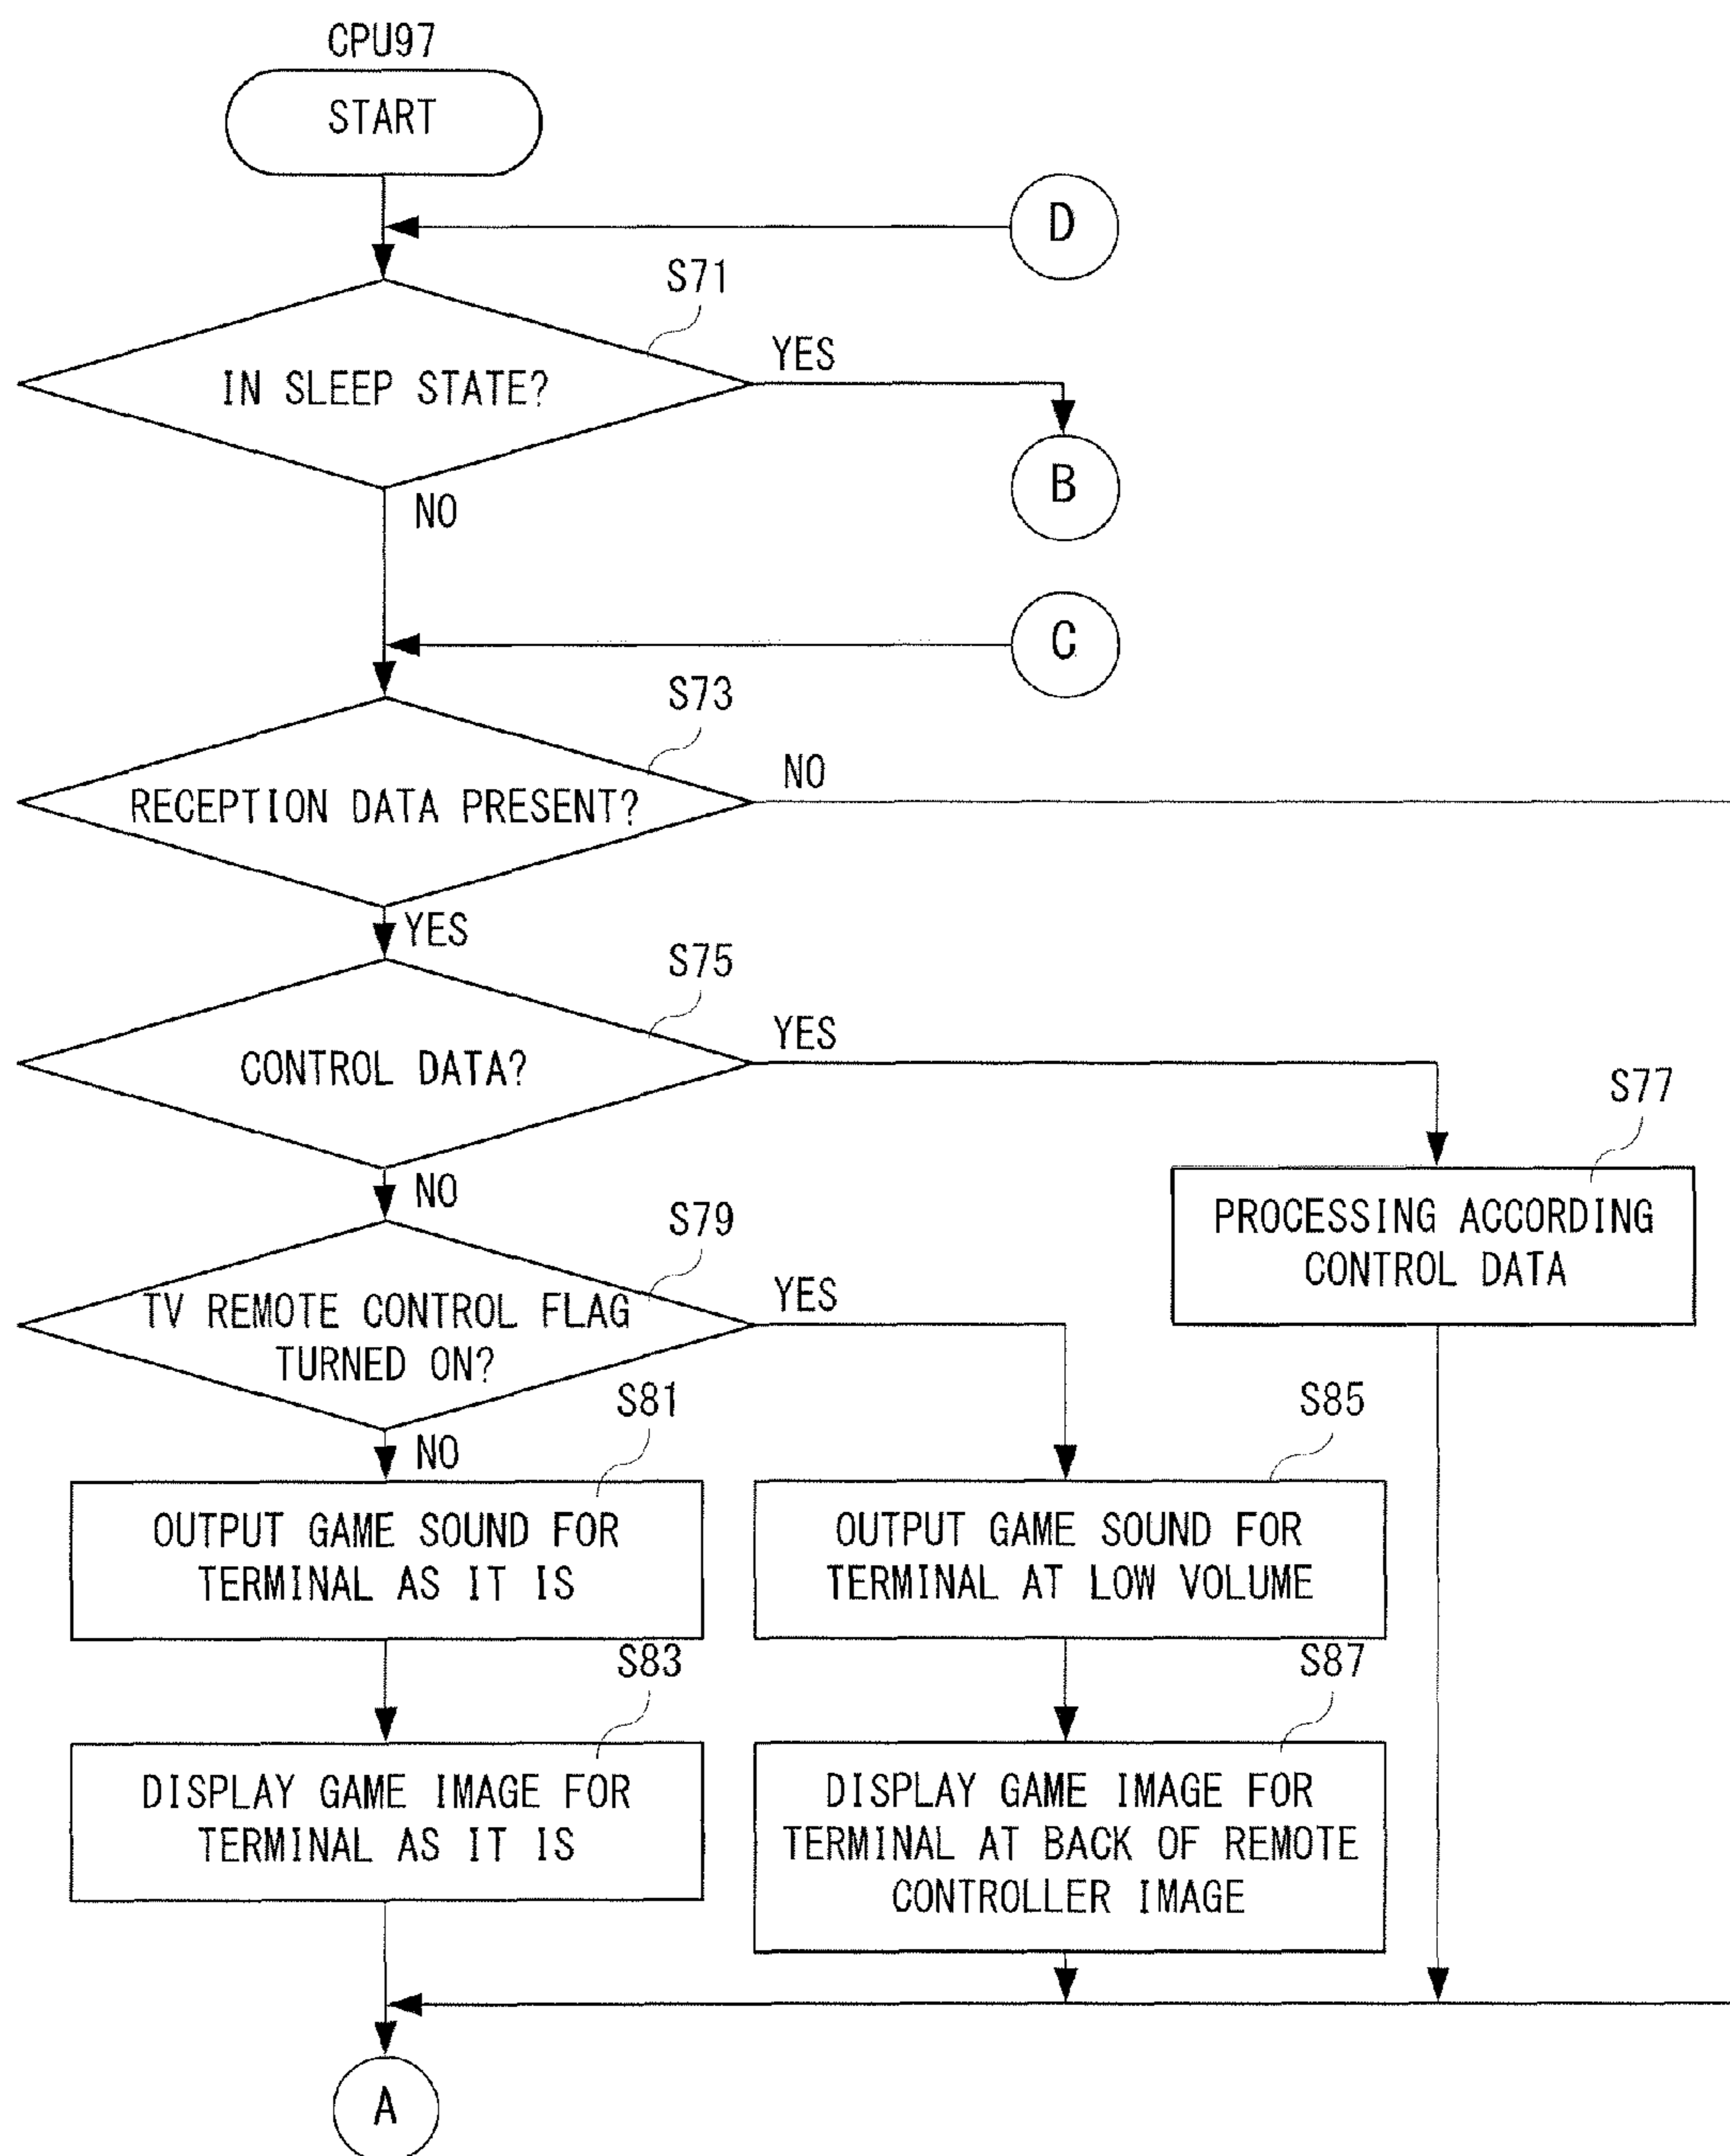 CPU97
START
D
S71
IN SLEEP STATE?
YES
B
NO
C
S73
RECEPTION DATA PRESENT?
NO
YES
S75
CONTROL DATA?
YES
S77
PROCESSING ACCORDING
CONTROL DATA
NO
S79
TV REMOTE CONTROL FLAG
TURNED ON?
YES
NO
S81
OUTPUT GAME SOUND FOR
TERMINAL AS IT IS
S85
OUTPUT GAME SOUND FOR
TERMINAL AT LOW VOLUME
S83
DISPLAY GAME IMAGE FOR
TERMINAL AS IT IS
S87
DISPLAY GAME IMAGE FOR
TERMINAL AT BACK OF REMOTE
CONTROLLER IMAGE
A